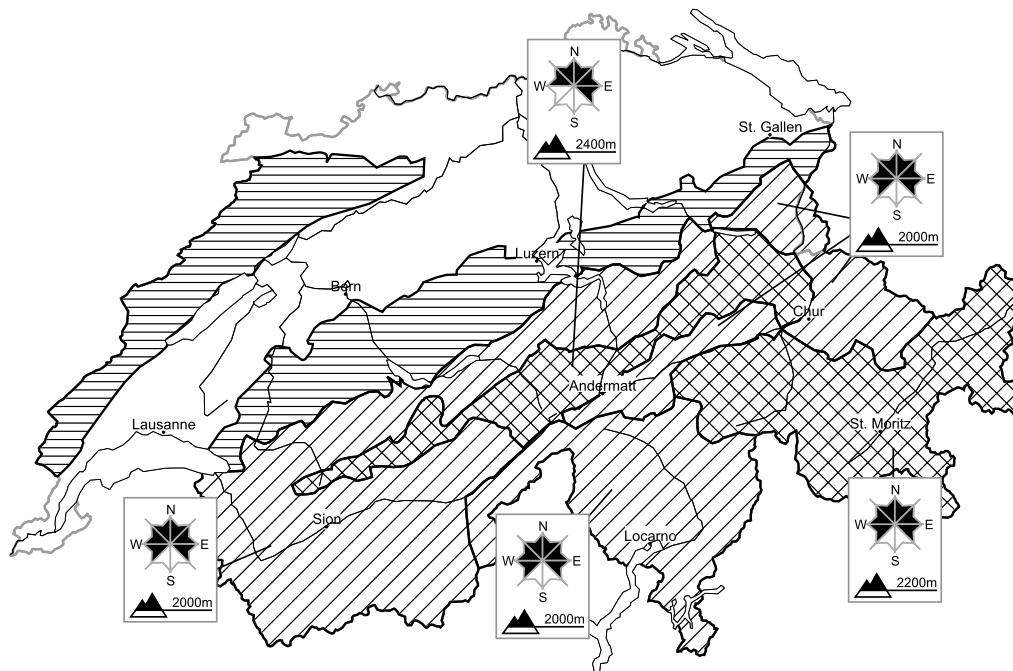 N
W E
S
2400m
St. Gallen
N
W E
S
2000m
Luzern
Bern
Chur
Andermatt
Lausanne
St. Moritz
N
W E
S
2000m
Sion
N
W E
S
2000m
Locarno
N
W E
S
2200m